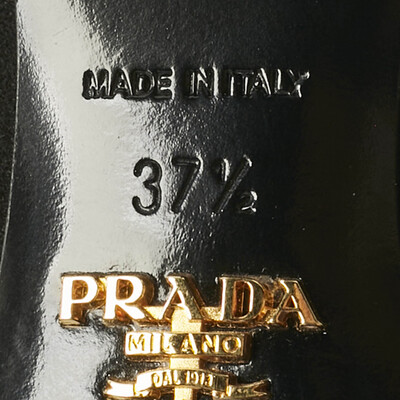 MADE IN ITALY
37½
PRADA
MILANO
DAL 1913